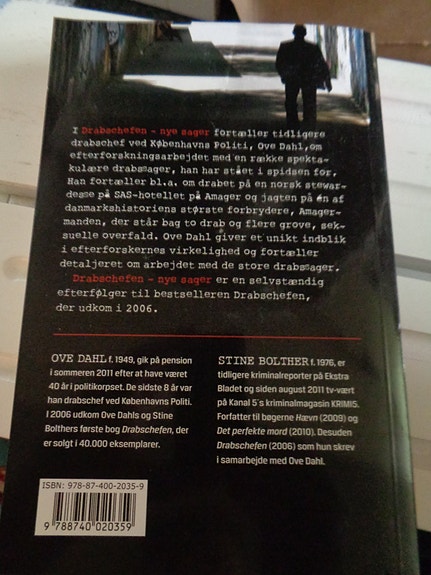 I Drabschefen - nye sager fortæller tidligere
drabschef ved Københavns Politi, Ove Dahl, om
efterforskningsarbejdet med en række spekta-
kulære drabssager, han har stået i spidsen for.
Han fortæller bl.a. om drabet på en norsk stewar-
desse på SAS-hotellet på Amager og jagten på én af
danmarkshistoriens største forbrydere, Amager-
manden, der står bag to drab og flere grove, sek-
suelle overfald. Ove Dahl giver et unikt indblik
i efterforskernes virkelighed og fortæller
detaljeret om arbejdet med de store drabssager.
Drabschefen - nye sager er en selvstændig
efterfølger til bestselleren Drabschefen,
der udkom i 2006.
OVE DAHL f. 1949, gik på pension
i sommeren 2011 efter at have været
40 år i politikorpset. De sidste 8 år var
han drabschef ved Københavns Politi.
I 2006 udkom Ove Dahls og Stine
Bolthers første bog Drabschefen, der
er solgt i 40.000 eksemplarer.
STINE BOLTHER f. 1976, er
tidligere kriminalreporter på Ekstra
Bladet og siden august 2011 tv-vært
på Kanal 5's kriminalmagasin KRIMI5.
Forfatter til bøgerne Hævn (2009) og
Det perfekte mord (2010). Desuden
Drabschefen (2006) som hun skrev
i samarbejde med Ove Dahl.
ISBN: 978-87-400-2035-9
9 788740 020359